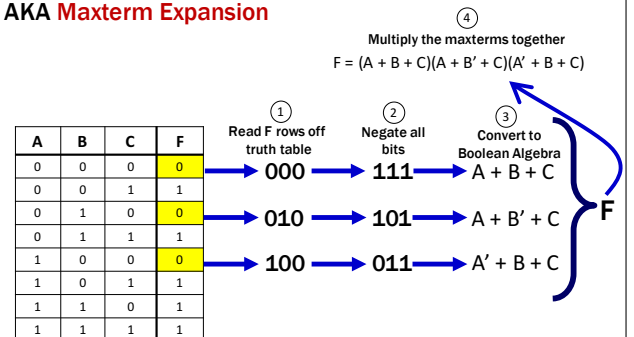 AKA Maxterm Expansion
4
Multiply the maxterms together
F = (A + B + C)(A + B’ + C)(A’ + B + C)
1
Read F rows off
truth table
2
Negate all
bits
3
Convert to
Boolean Algebra
A B C F
0 0 0 0
0 0 1 1
0 1 0 0
0 1 1 1
1 0 0 0
1 0 1 1
1 1 0 1
1 1 1 1
000 111 A + B + C
010 101 A + B’ + C
100 011 A’ + B + C
F